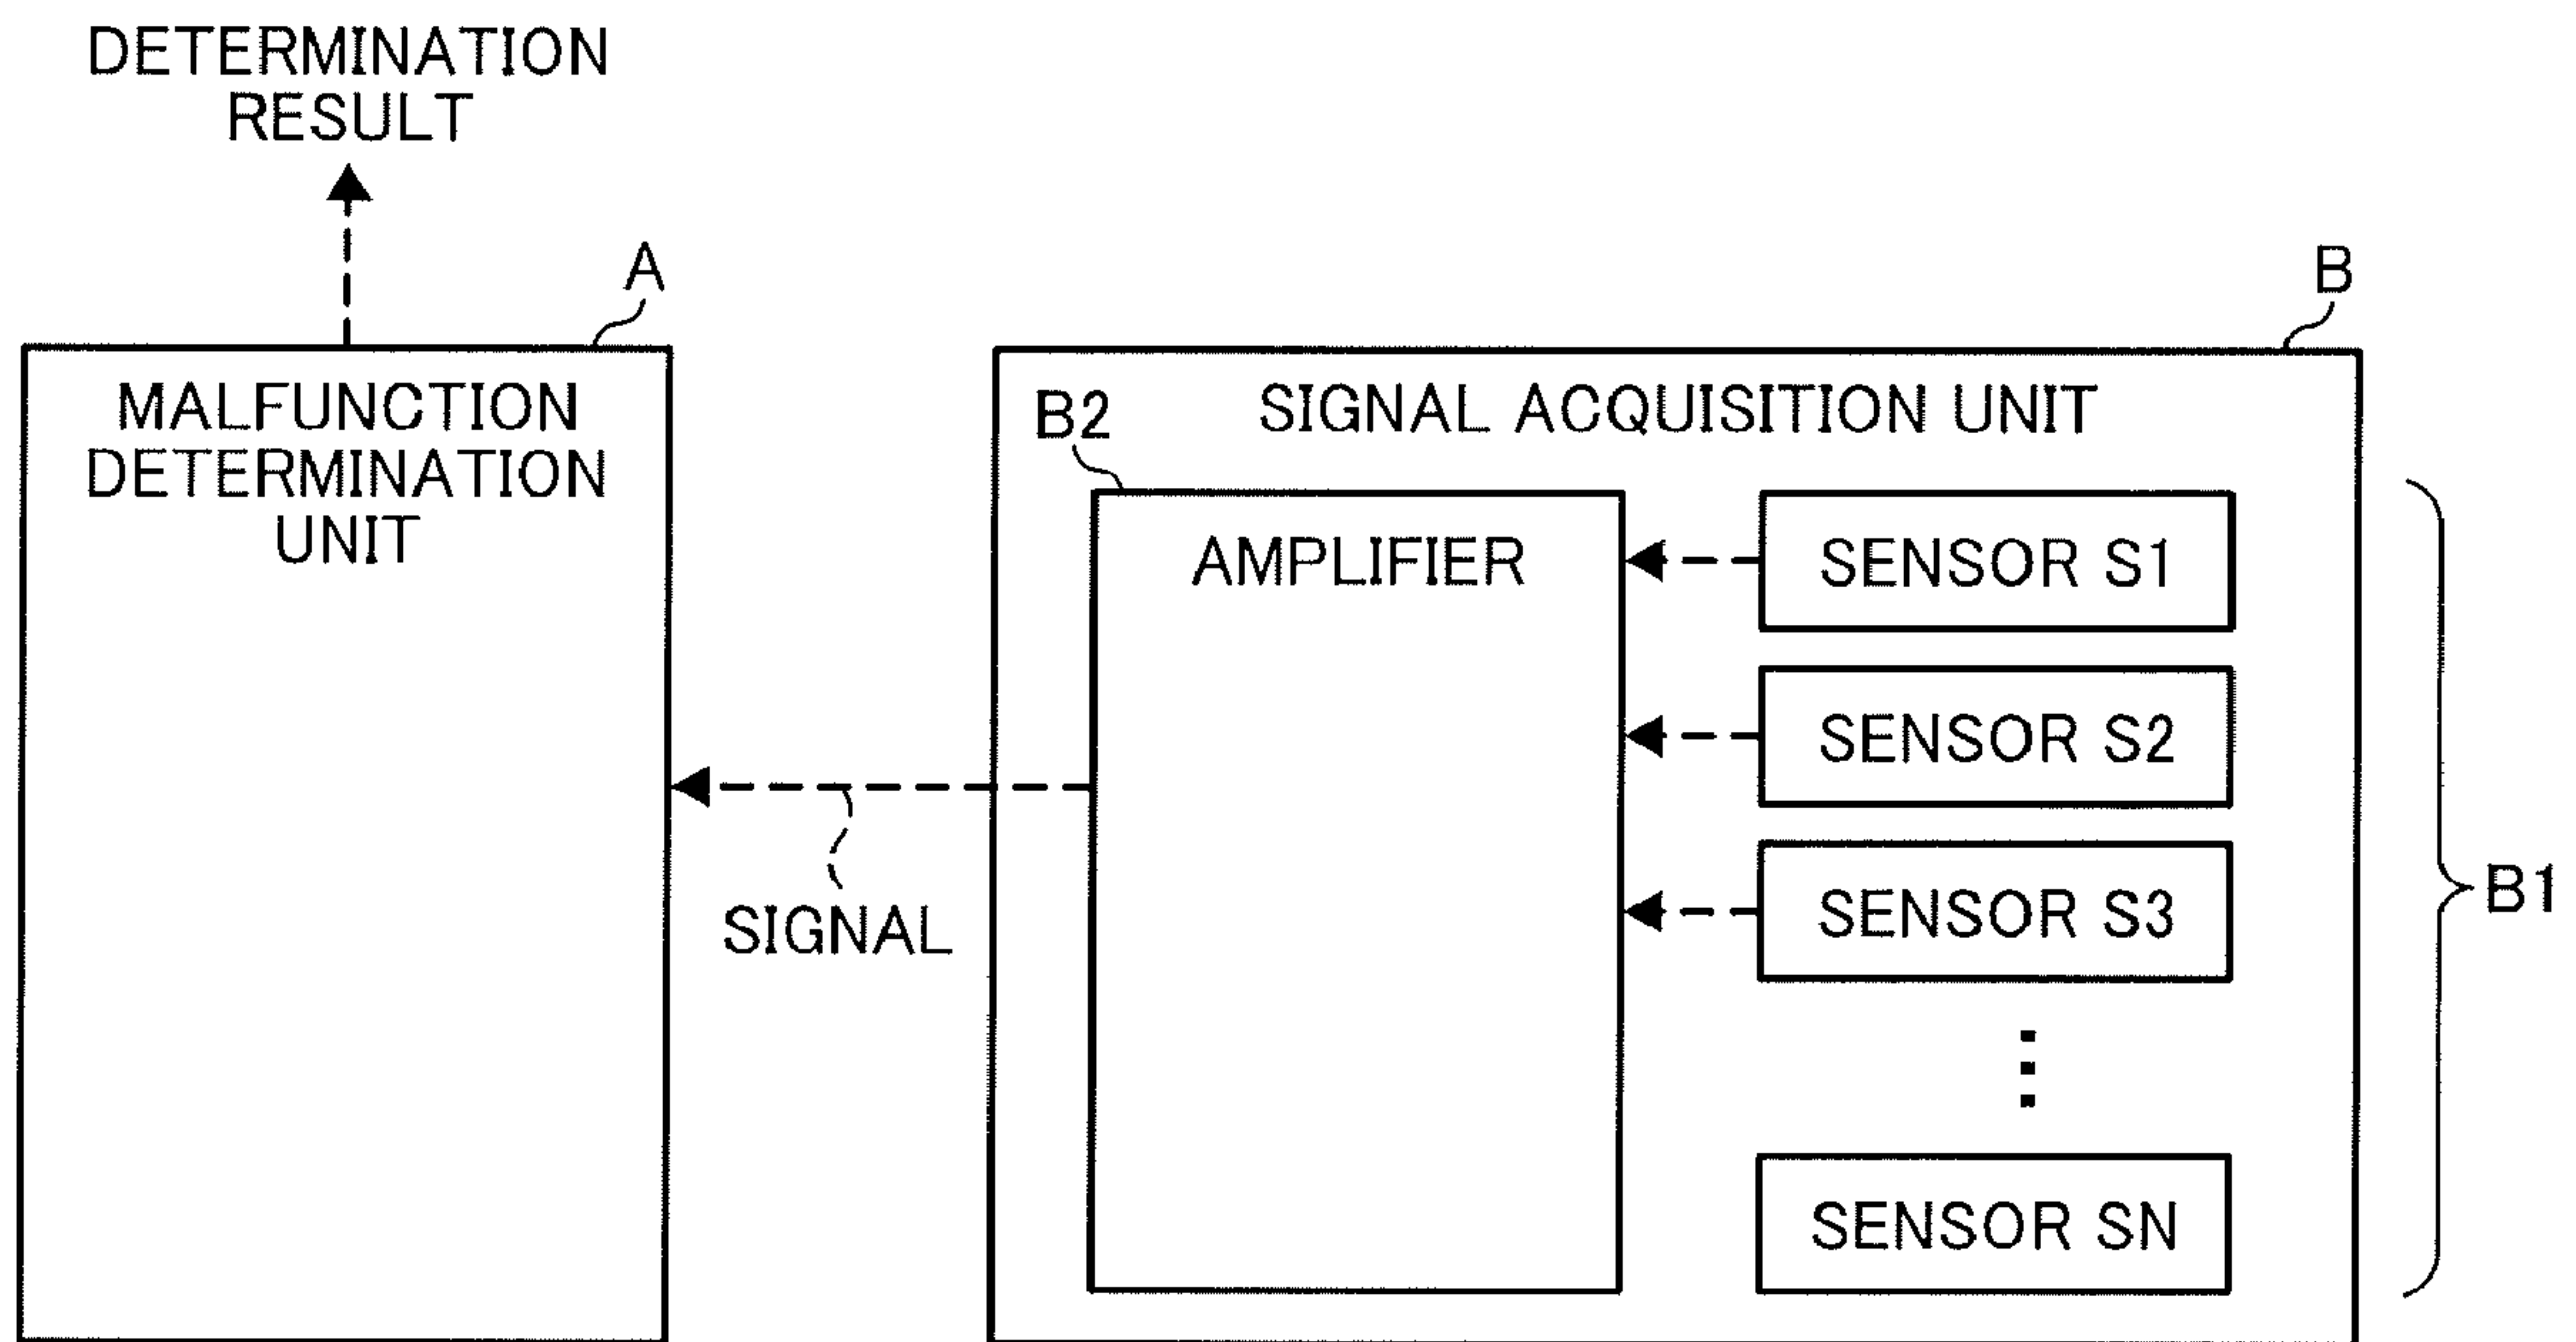 DETERMINATION
RESULT
A
MALFUNCTION
DETERMINATION
UNIT
B
SIGNAL ACQUISITION UNIT
B2
AMPLIFIER
SENSOR S1
SENSOR S2
SENSOR S3
SENSOR SN
B1
SIGNAL